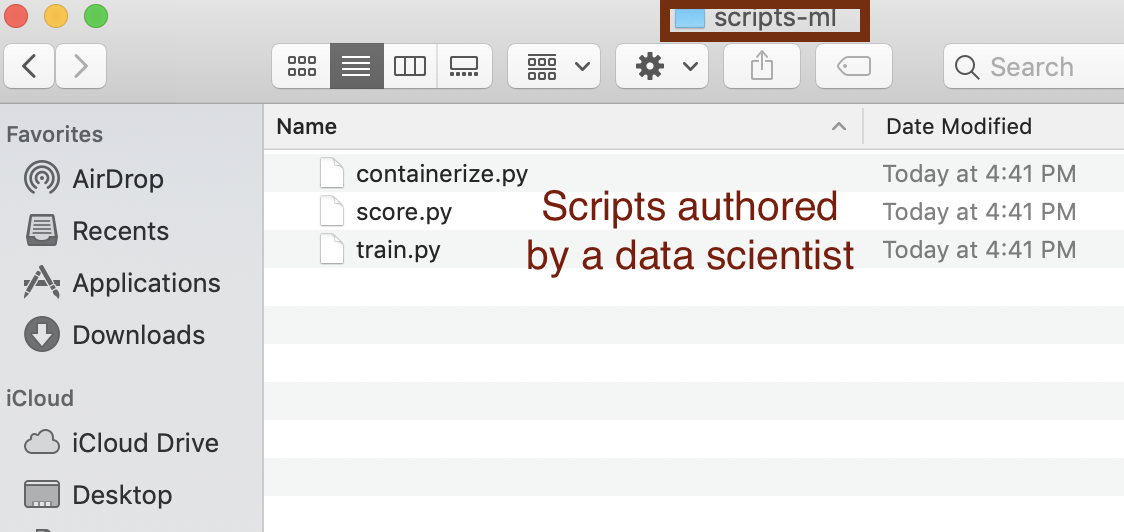 scripts-ml
Search
Favorites
AirDrop
Recents
Applications
Downloads
iCloud
iCloud Drive
Desktop
Name
Date Modified
containerize.py
Today at 4:41 PM
score.py
Today at 4:41 PM
train.py
Today at 4:41 PM
Scripts authored
by a data scientist